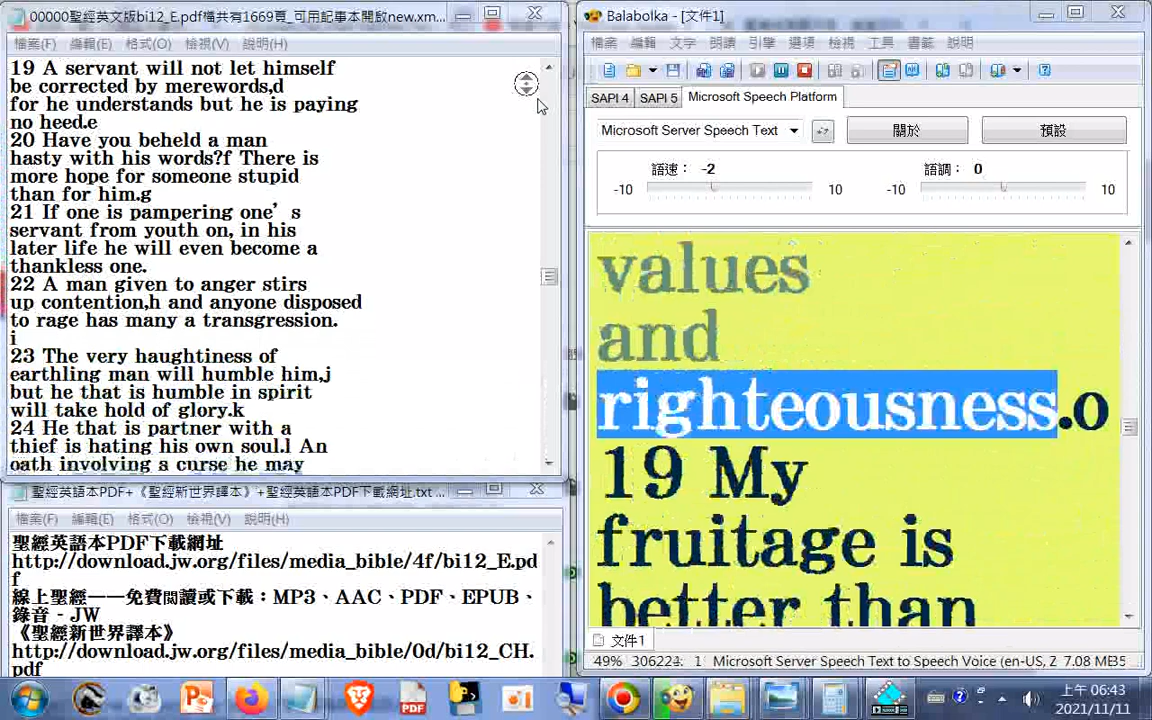 00000聖經英文版bi12_E.pdf檔共有1669頁_可用記事本開啟new.xm...
檔案(F) 編輯(E) 格式(O) 檢視(V) 說明(H)
19 A servant will not let himself
be corrected by merewords,d
for he understands but he is paying
no heed.e
20 Have you beheld a man
hasty with his words?f There is
more hope for someone stupid
than for him.g
21 If one is pampering one’s
servant from youth on, in his
later life he will even become a
thankless one.
22 A man given to anger stirs
up contention,h and anyone disposed
to rage has many a transgression.
i
23 The very haughtiness of
earthling man will humble him,j
but he that is humble in spirit
will take hold of glory.k
24 He that is partner with a
thief is hating his own soul.l An
oath involving a curse he may
聖經英語本PDF+《聖經新世界譯本》+聖經英語本PDF下載網址.txt ...
檔案(F) 編輯(E) 格式(O) 檢視(V) 說明(H)
聖經英語本PDF下載網址
http://download.jw.org/files/media_bible/4f/bi12_E.pd
f
線上聖經——免費閱讀或下載：MP3、AAC、PDF、EPUB、
錄音 - JW
《聖經新世界譯本》
http://download.jw.org/files/media_bible/0d/bi12_CH.
pdf
Balabolka - [文件1]
檔案 編輯 文字 朗讀 引擎 選項 檢視 工具 書籤 說明
SAPI 4 SAPI 5 Microsoft Speech Platform
Microsoft Server Speech Text 關於 預設
語速： -2 語調： 0
-10 10 -10 10
values
and
righteousness.o
19 My
fruitage is
better than
文件1
49% 306224: 1 Microsoft Server Speech Text to Speech Voice (en-US, Z 7.08 MB
上午 06:43
2021/11/11